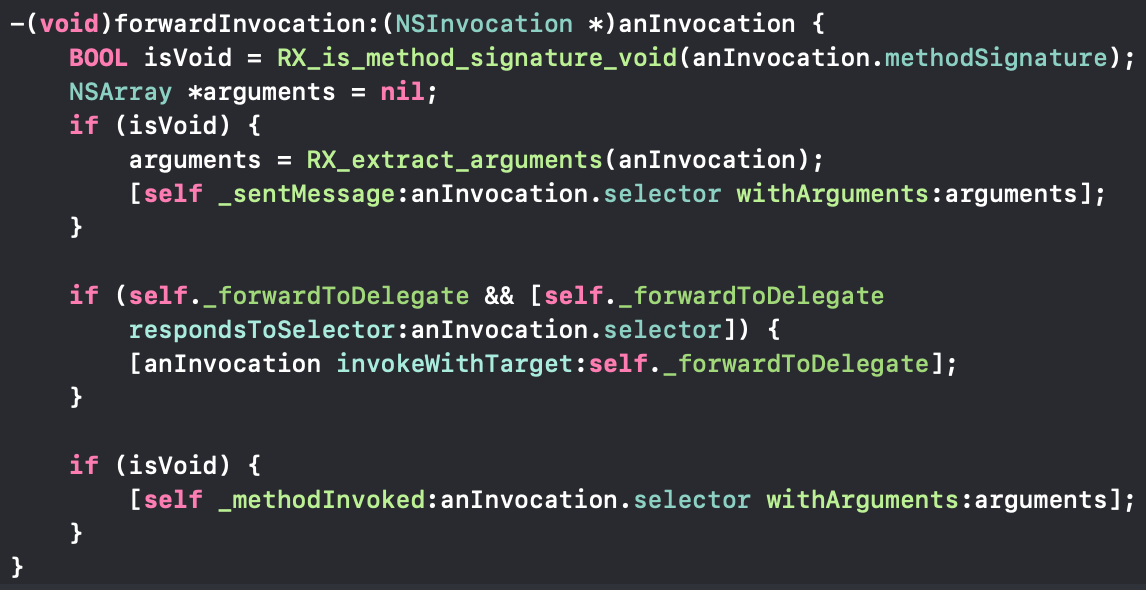 -(void)forwardInvocation:(NSInvocation *)anInvocation {
    BOOL isVoid = RX_is_method_signature_void(anInvocation.methodSignature);
    NSArray *arguments = nil;
    if (isVoid) {
        arguments = RX_extract_arguments(anInvocation);
        [self _sentMessage:anInvocation.selector withArguments:arguments];
    }

    if (self._forwardToDelegate && [self._forwardToDelegate
        respondsToSelector:anInvocation.selector]) {
        [anInvocation invokeWithTarget:self._forwardToDelegate];
    }

    if (isVoid) {
        [self _methodInvoked:anInvocation.selector withArguments:arguments];
    }
}